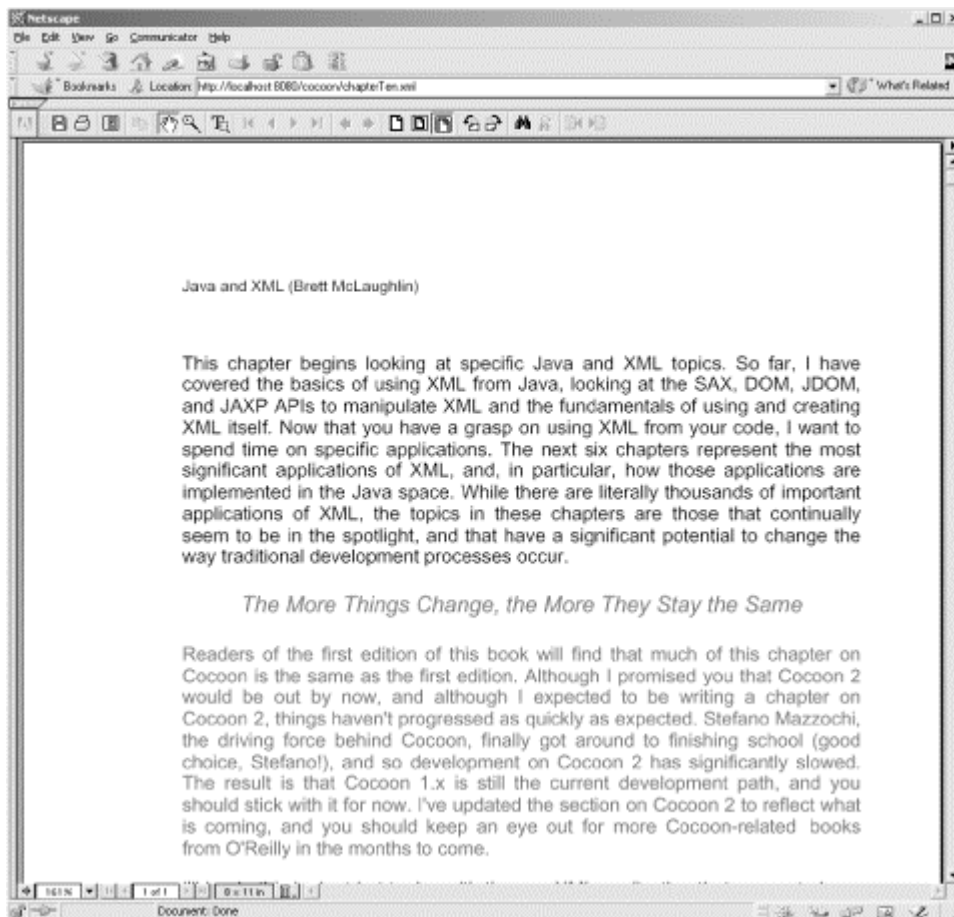 Netscape
File Edit View Go Communicator Help
Bookmarks Location: http://localhost:8080/cocoon/chapterTen.xml What's Related
Java and XML (Brett McLaughlin)
This chapter begins looking at specific Java and XML topics. So far, I have
covered the basics of using XML from Java, looking at the SAX, DOM, JDOM,
and JAXP APIs to manipulate XML and the fundamentals of using and creating
XML itself. Now that you have a grasp on using XML from your code, I want to
spend time on specific applications. The next six chapters represent the most
significant applications of XML, and, in particular, how those applications are
implemented in the Java space. While there are literally thousands of important
applications of XML, the topics in these chapters are those that continually
seem to be in the spotlight, and that have a significant potential to change the
way traditional development processes occur.
The More Things Change, the More They Stay the Same
Readers of the first edition of this book will find that much of this chapter on
Cocoon is the same as the first edition. Although I promised you that Cocoon 2
would be out by now, and although I expected to be writing a chapter on
Cocoon 2, things haven't progressed as quickly as expected. Stefano Mazzochi,
the driving force behind Cocoon, finally got around to finishing school (good
choice, Stefano!), and so development on Cocoon 2 has significantly slowed.
The result is that Cocoon 1.x is still the current development path, and you
should stick with it for now. I've updated the section on Cocoon 2 to reflect what
is coming, and you should keep an eye out for more Cocoon-related books
from O'Reilly in the months to come.
161% 1 of 1 8 x 11 in
Document: Done